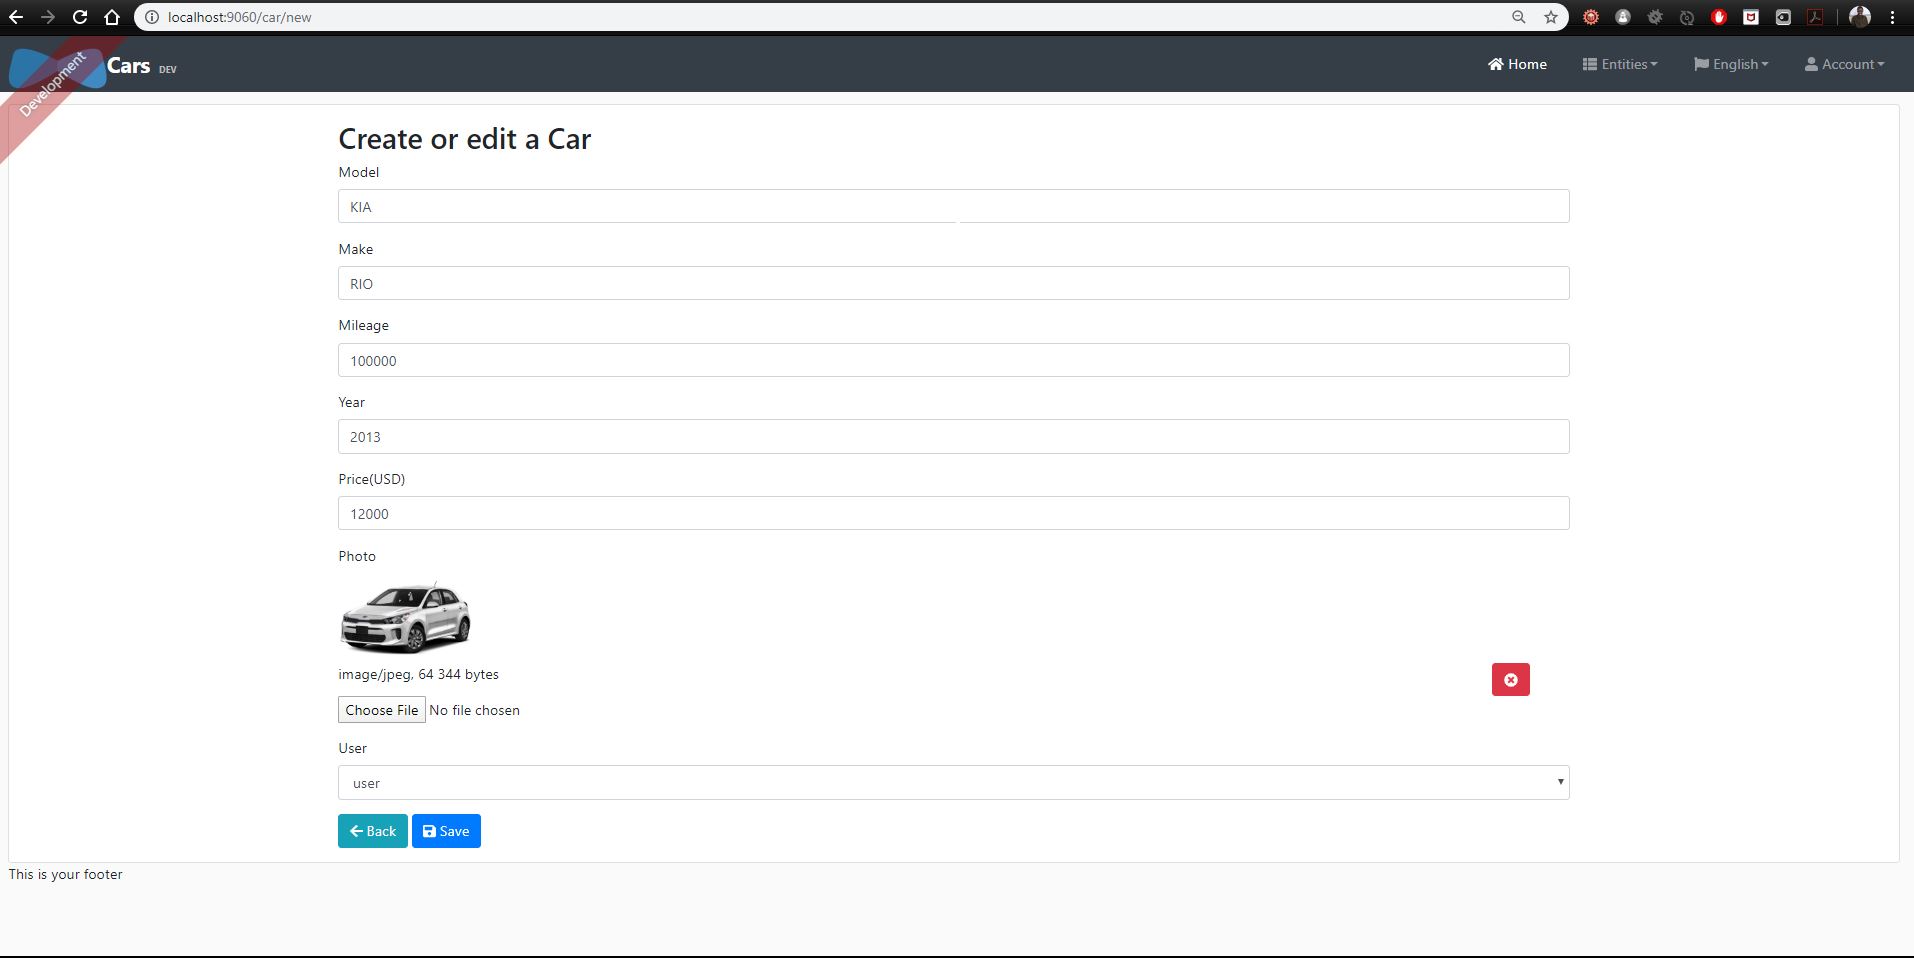 localhost:9060/car/new
Development
Cars DEV
Home Entities English Account
Create or edit a Car
Model
KIA
Make
RIO
Mileage
100000
Year
2013
Price(USD)
12000
Photo
image/jpeg, 64 344 bytes
Choose File No file chosen
User
user
Back Save
This is your footer